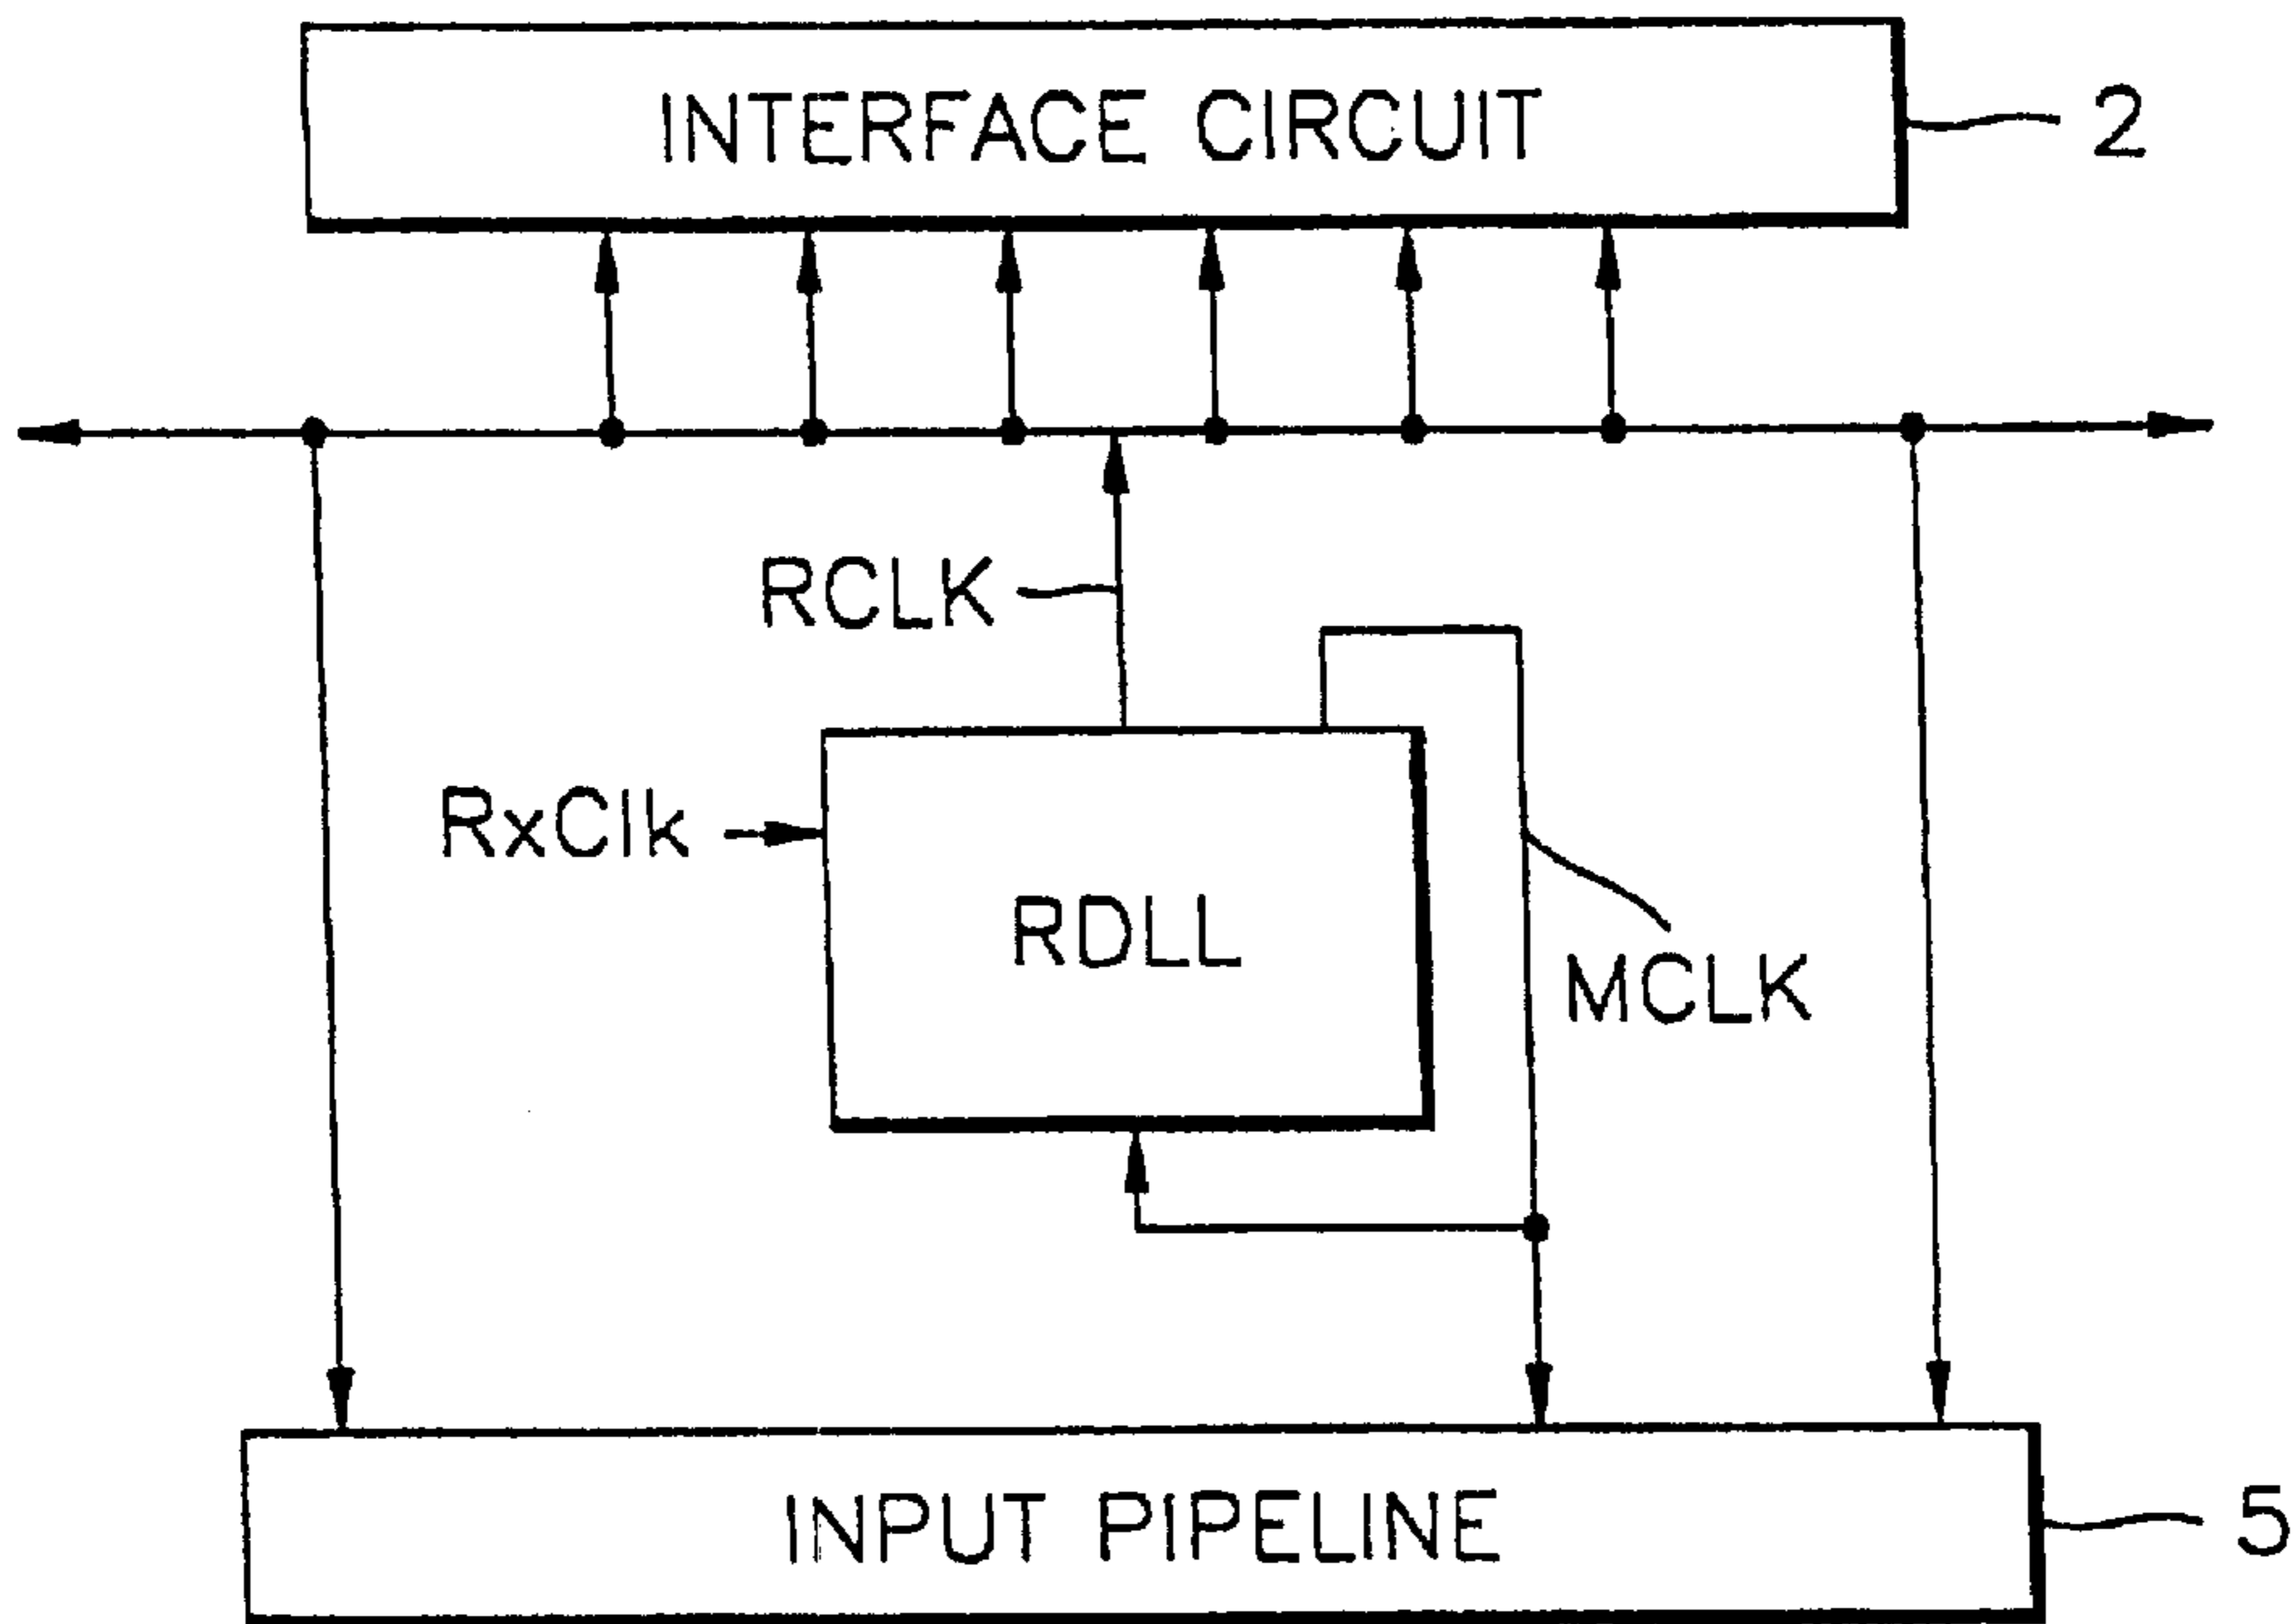 INTERFACE CIRCUIT
2
RCLK
RxClk
RDLL
MCLK
INPUT PIPELINE
5